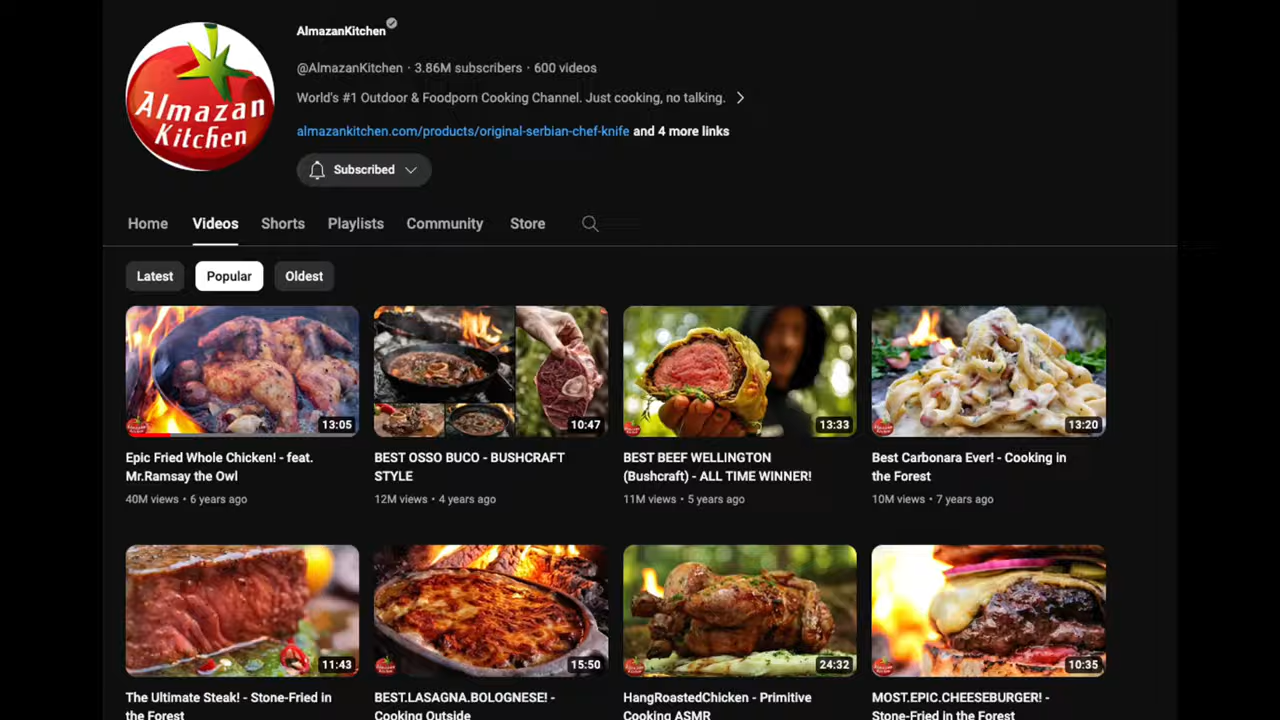 AlmazanKitchen
@AlmazanKitchen · 3.86M subscribers · 600 videos
World's #1 Outdoor & Foodporn Cooking Channel. Just cooking, no talking.
almazankitchen.com/products/original-serbian-chef-knife and 4 more links
Subscribed
Almazan
Kitchen
Home Videos Shorts Playlists Community Store
Latest Popular Oldest
13:05 10:47 13:33 13:20
Epic Fried Whole Chicken! - feat.
Mr.Ramsay the Owl
40M views • 6 years ago
BEST OSSO BUCO - BUSHCRAFT
STYLE
12M views • 4 years ago
BEST BEEF WELLINGTON
(Bushcraft) - ALL TIME WINNER!
11M views • 5 years ago
Best Carbonara Ever! - Cooking in
the Forest
10M views • 7 years ago
11:43 15:50 24:32 10:35
The Ultimate Steak! - Stone-Fried in
the Forest
BEST.LASAGNA.BOLOGNESE! -
Cooking Outside
HangRoastedChicken - Primitive
Cooking ASMR
MOST.EPIC.CHEESEBURGER! -
Stone-Fried in the Forest